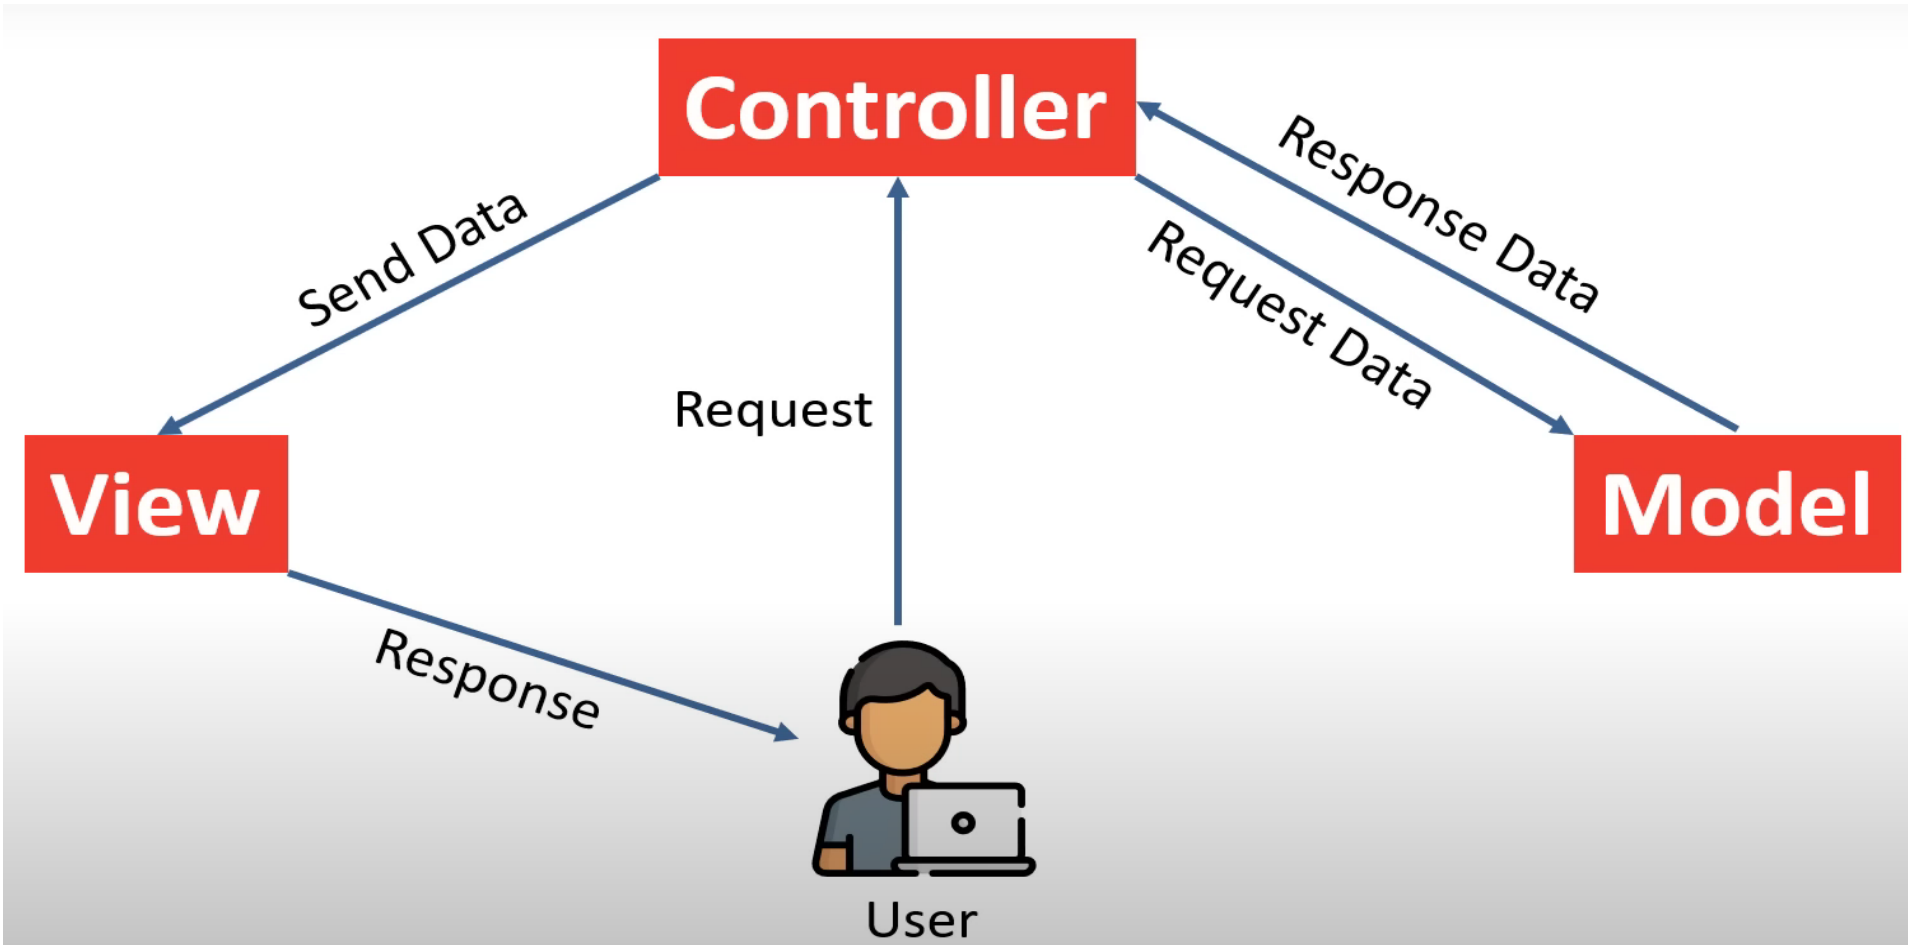 Controller
Response Data
Send Data
Request Data
Request
View
Model
Response
User